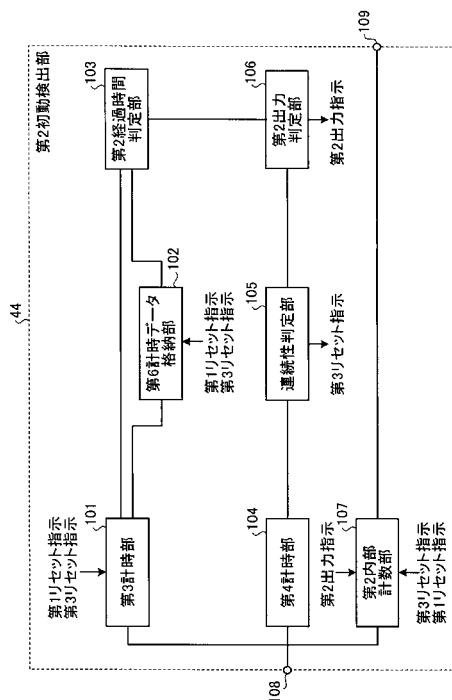 44
第2初動検出部
第1リセット指示
第3リセット指示
101
第3計時部
102
第6計時データ
格納部
第1リセット指示
第3リセット指示
103
第2経過時間
判定部
104
第4計時部
105
連続性判定部
第3リセット指示
106
第2出力
判定部
第2出力指示
第2出力指示
107
第2内部
計数部
第3リセット指示
第1リセット指示
108
109